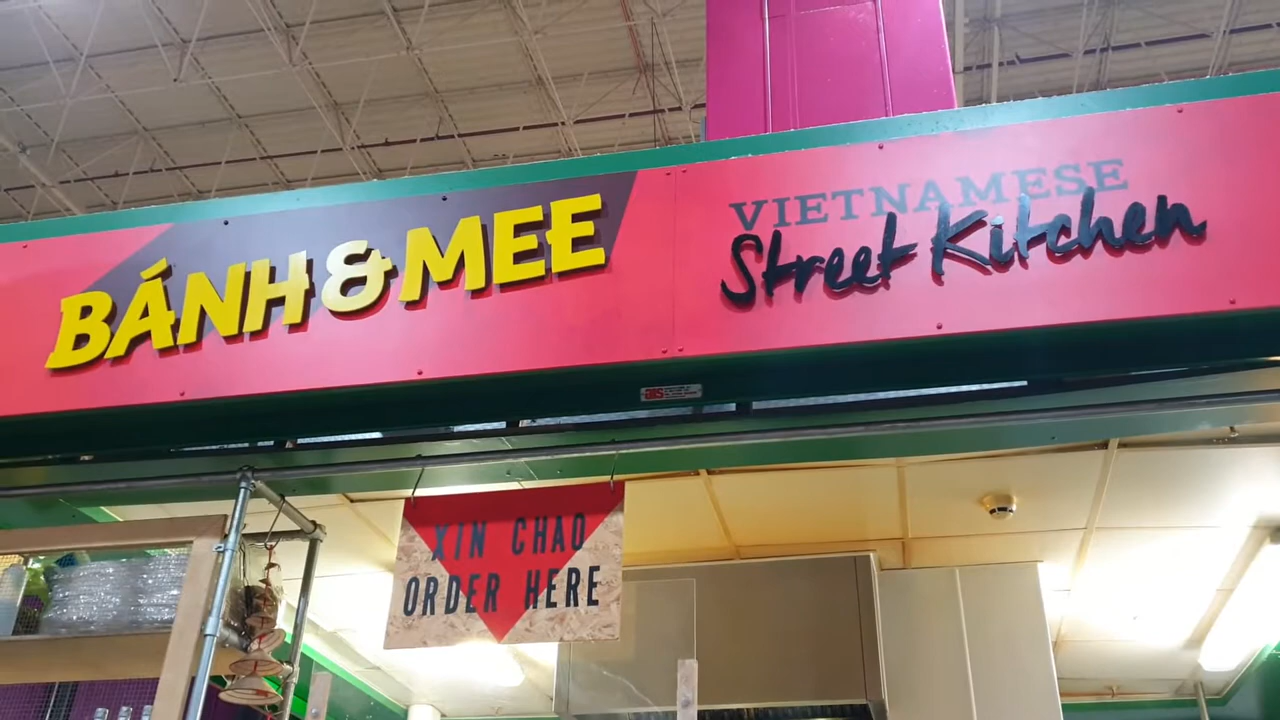 BÁNH & MEE
VIETNAMESE
Street Kitchen
XIN CHAO
ORDER HERE